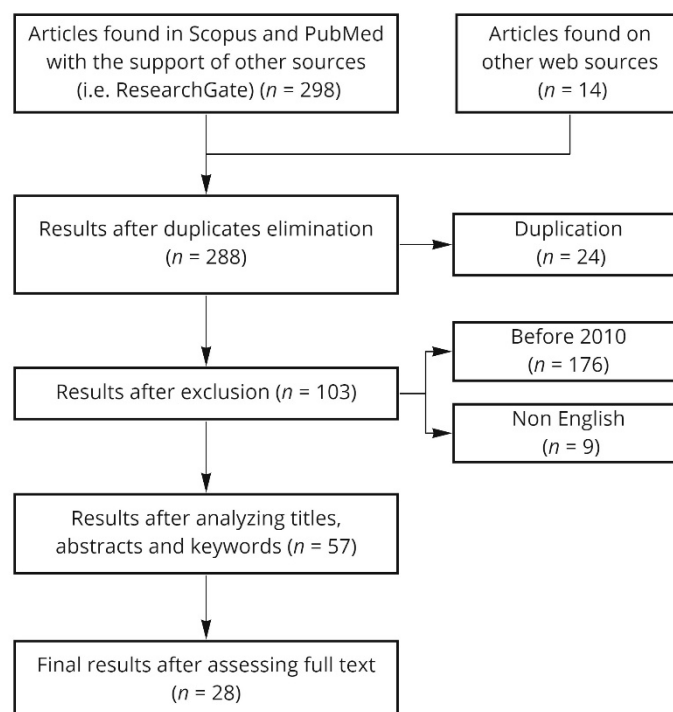 Articles found in Scopus and PubMed
with the support of other sources
(i.e. ResearchGate) (n = 298)
Articles found on
other web sources
(n = 14)
Results after duplicates elimination
(n = 288)
Duplication
(n = 24)
Before 2010
(n = 176)
Results after exclusion (n = 103)
Non English
(n = 9)
Results after analyzing titles,
abstracts and keywords (n = 57)
Final results after assessing full text
(n = 28)